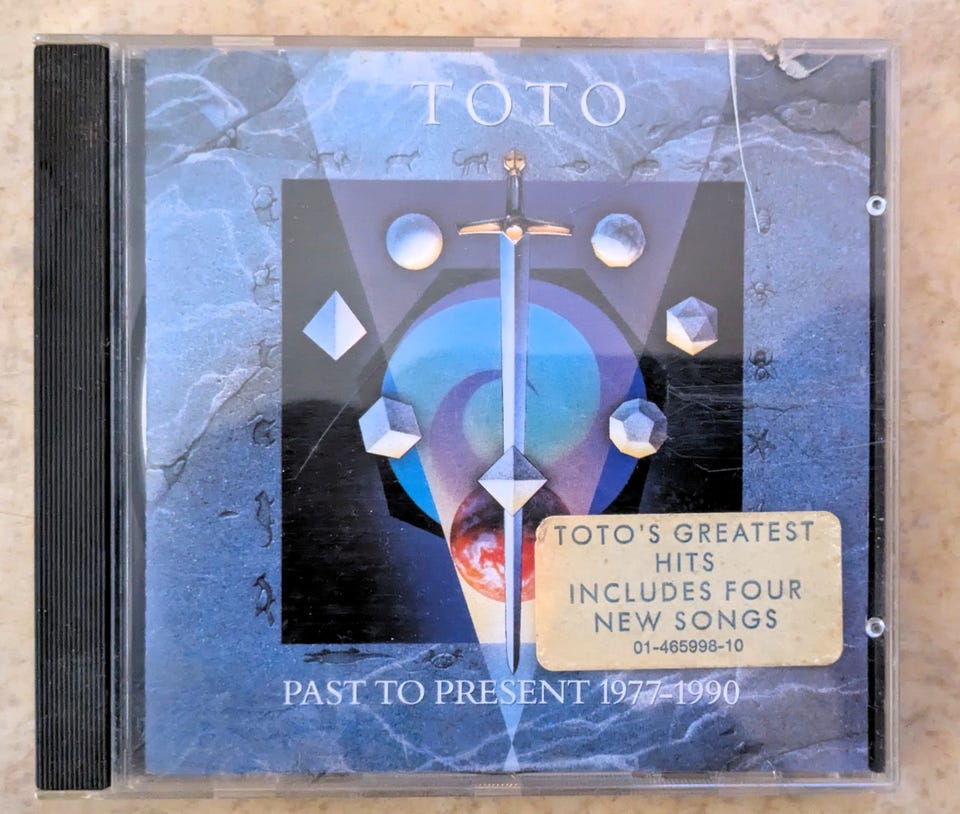 TOTO
TOTO'S GREATEST
HITS
INCLUDES FOUR
NEW SONGS
01-465998-10
PAST TO PRESENT 1977-1990